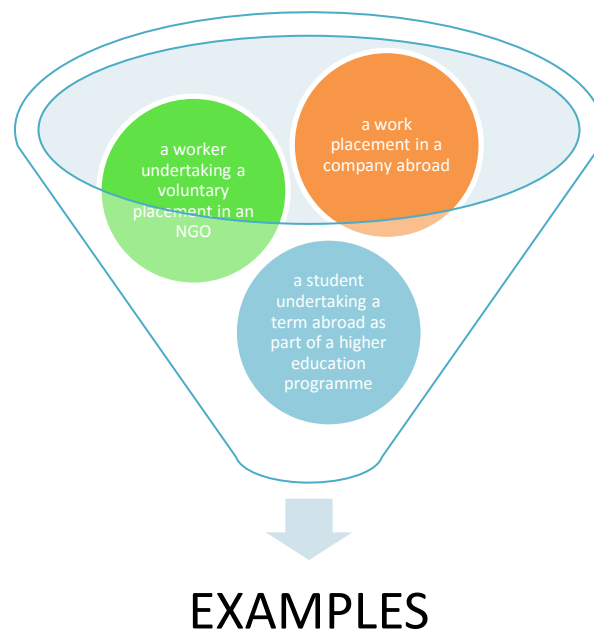 a worker
undertaking a
voluntary
placement in an
NGO
a work
placement in a
company abroad
a student
undertaking a
term abroad as
part of a higher
education
programme
EXAMPLES